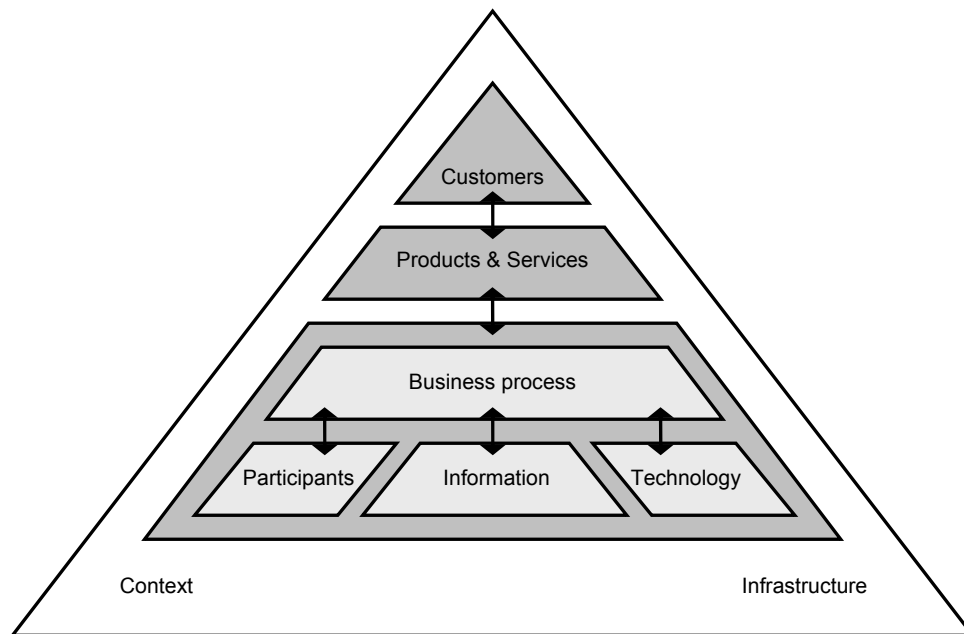 Customers
Products & Services
Business process
Participants
Information
Technology
Context
Infrastructure